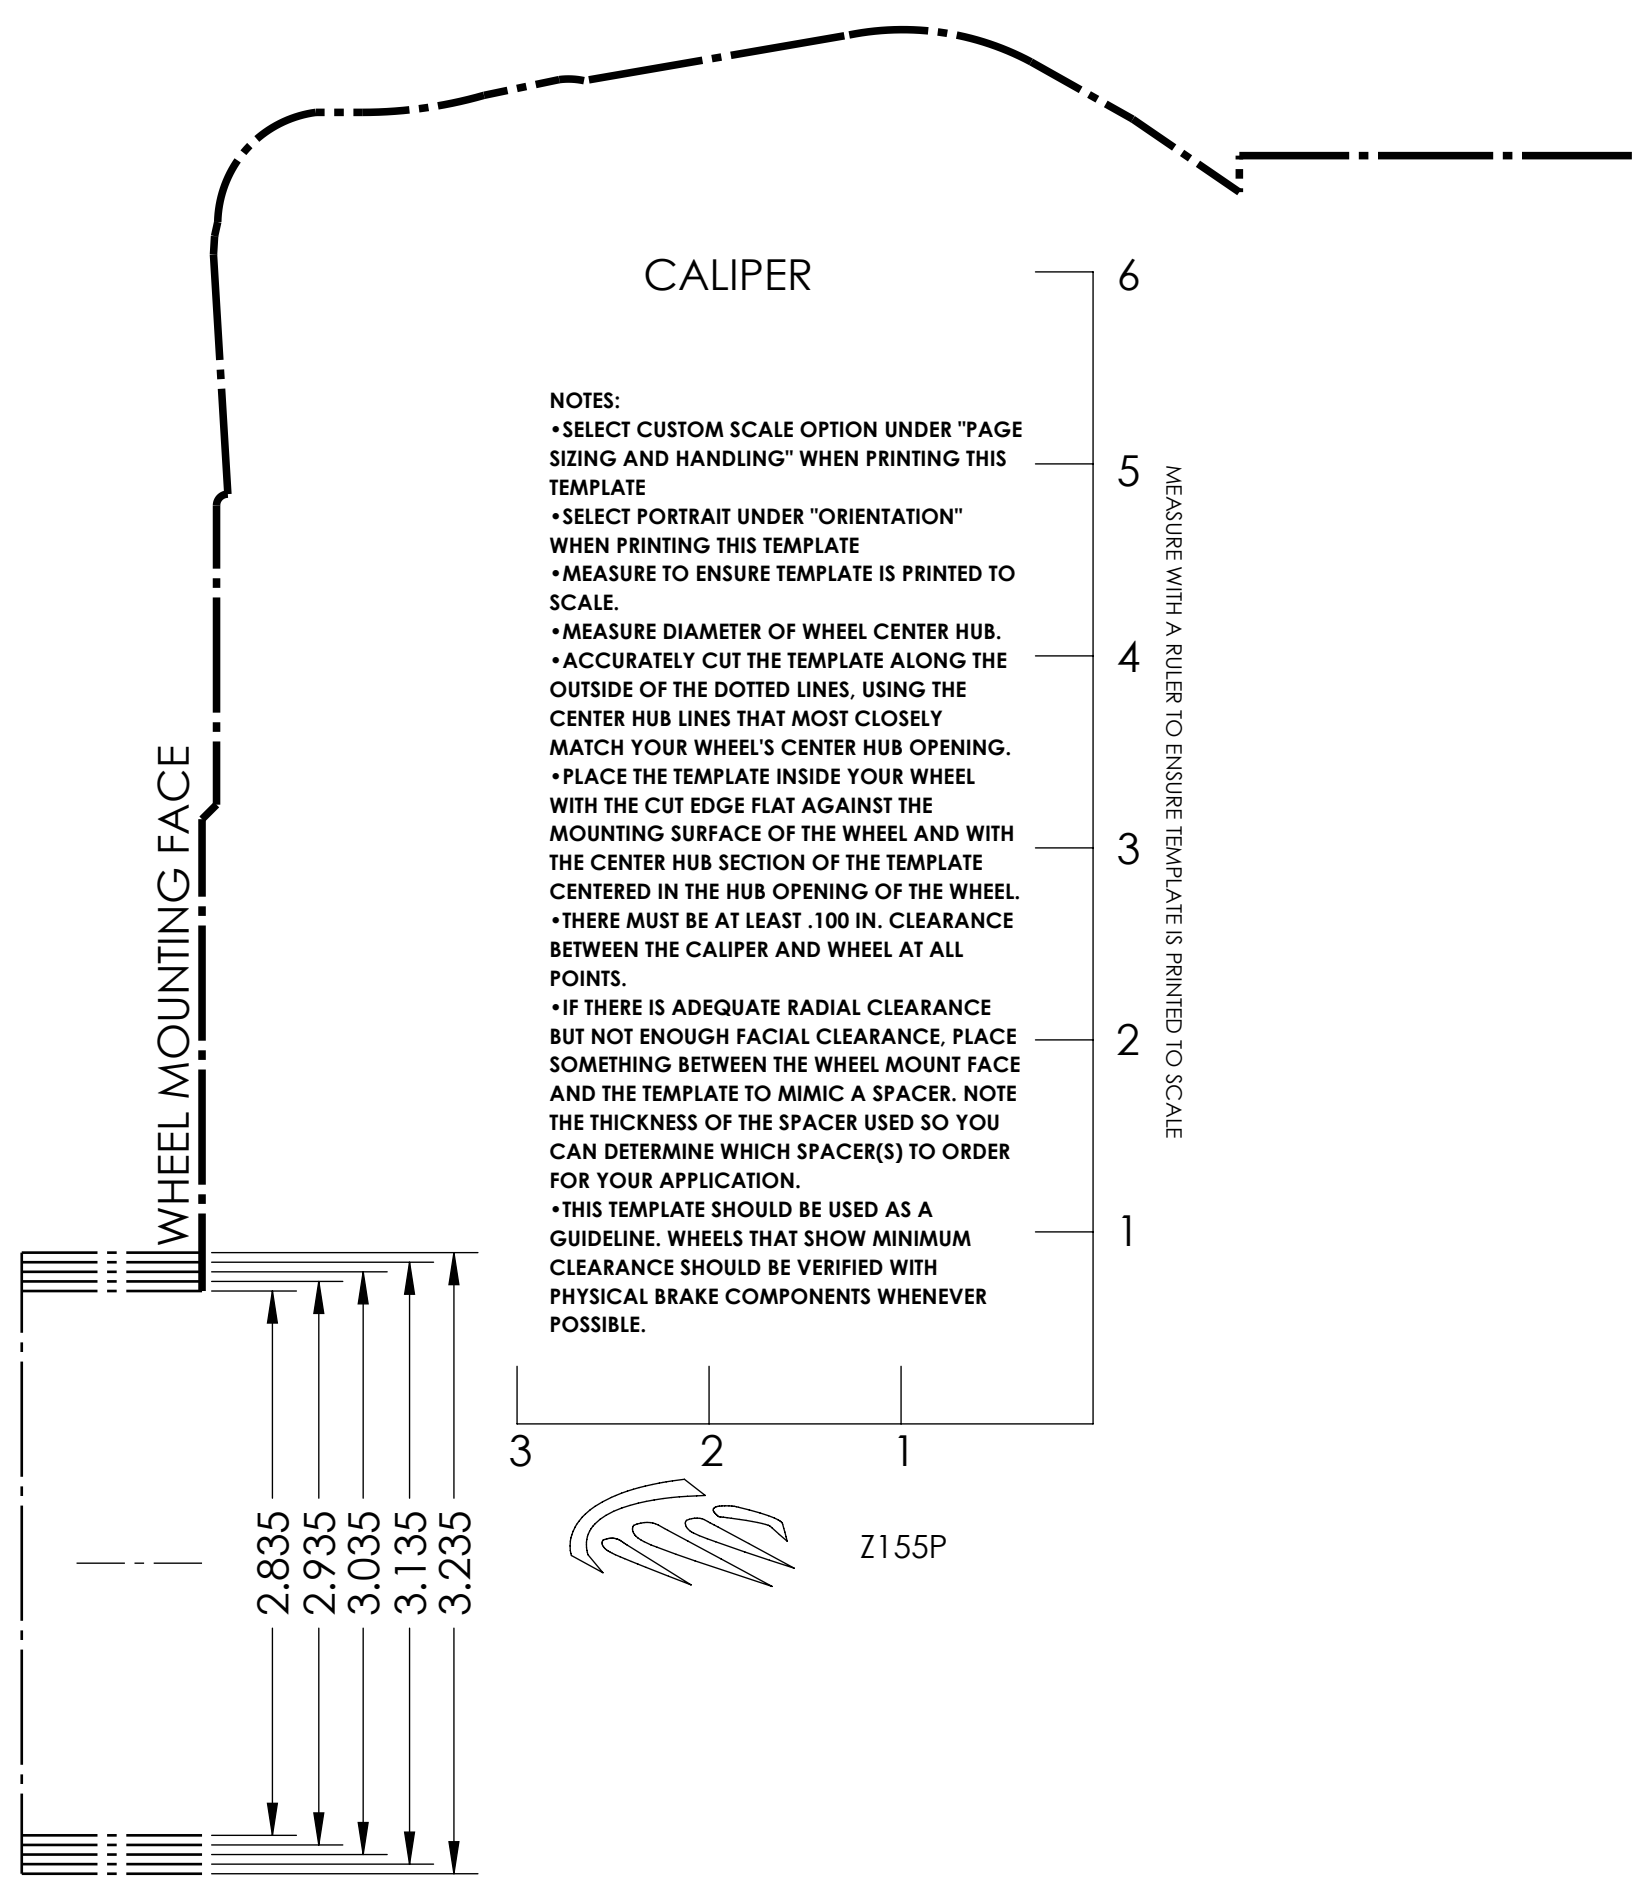 CALIPER
6
NOTES:
•SELECT CUSTOM SCALE OPTION UNDER "PAGE
SIZING AND HANDLING" WHEN PRINTING THIS
TEMPLATE
•SELECT PORTRAIT UNDER "ORIENTATION"
WHEN PRINTING THIS TEMPLATE
•MEASURE TO ENSURE TEMPLATE IS PRINTED TO
SCALE.
•MEASURE DIAMETER OF WHEEL CENTER HUB.
•ACCURATELY CUT THE TEMPLATE ALONG THE
OUTSIDE OF THE DOTTED LINES, USING THE
CENTER HUB LINES THAT MOST CLOSELY
MATCH YOUR WHEEL'S CENTER HUB OPENING.
•PLACE THE TEMPLATE INSIDE YOUR WHEEL
WITH THE CUT EDGE FLAT AGAINST THE
MOUNTING SURFACE OF THE WHEEL AND WITH
THE CENTER HUB SECTION OF THE TEMPLATE
CENTERED IN THE HUB OPENING OF THE WHEEL.
•THERE MUST BE AT LEAST .100 IN. CLEARANCE
BETWEEN THE CALIPER AND WHEEL AT ALL
POINTS.
•IF THERE IS ADEQUATE RADIAL CLEARANCE
BUT NOT ENOUGH FACIAL CLEARANCE, PLACE
SOMETHING BETWEEN THE WHEEL MOUNT FACE
AND THE TEMPLATE TO MIMIC A SPACER. NOTE
THE THICKNESS OF THE SPACER USED SO YOU
CAN DETERMINE WHICH SPACER(S) TO ORDER
FOR YOUR APPLICATION.
•THIS TEMPLATE SHOULD BE USED AS A
GUIDELINE. WHEELS THAT SHOW MINIMUM
CLEARANCE SHOULD BE VERIFIED WITH
PHYSICAL BRAKE COMPONENTS WHENEVER
POSSIBLE.
5
4
3
2
1
MEASURE WITH A RULER TO ENSURE TEMPLATE IS PRINTED TO SCALE
WHEEL MOUNTING FACE
3
2
1
2.835
2.935
3.035
3.135
3.235
Z155P